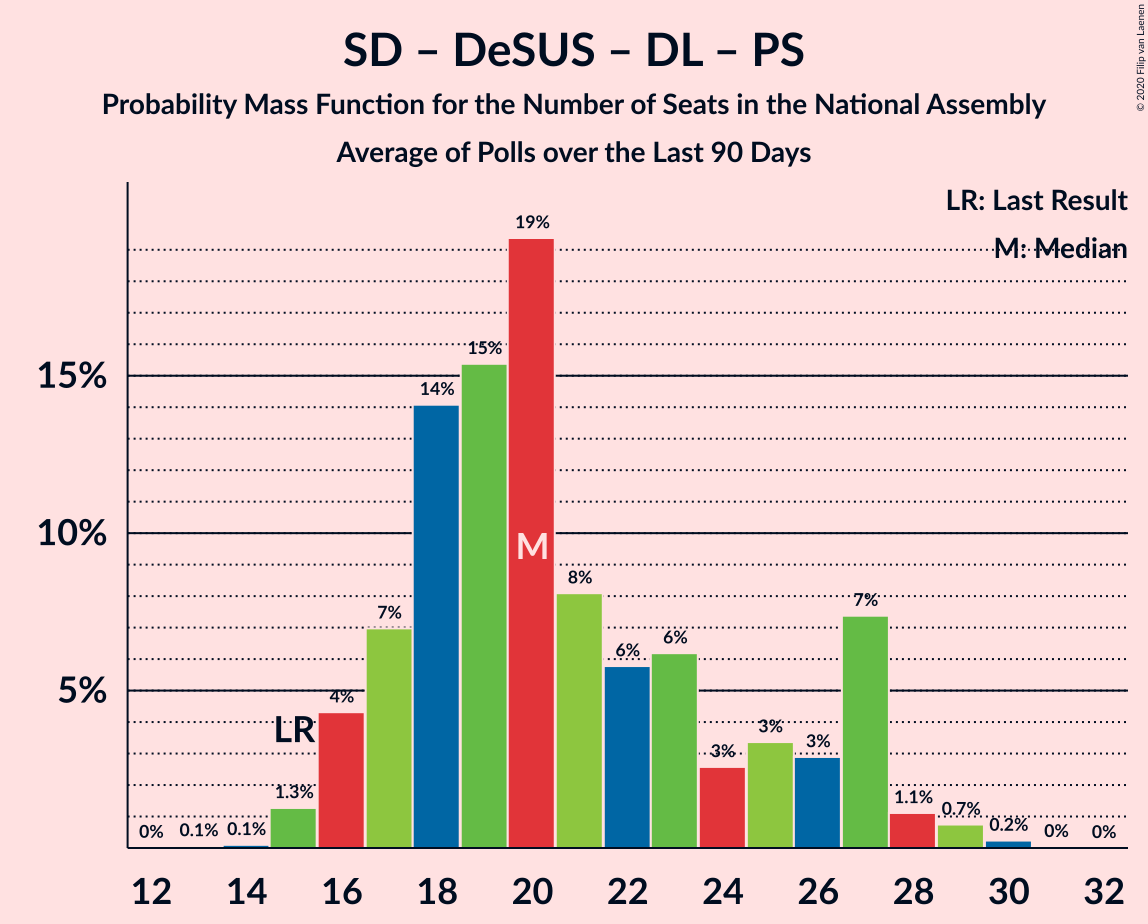 SD – DeSUS – DL – PS
Probability Mass Function for the Number of Seats in the National Assembly
Average of Polls over the Last 90 Days
© 2020 Filip van Laenen
LR: Last Result
M: Median
15%
10%
5%
0%
0.1%
0.1%
1.3%
LR
4%
7%
14%
15%
19%
M
8%
6%
6%
3%
3%
3%
7%
1.1%
0.7%
0.2%
0%
0%
12 14 16 18 20 22 24 26 28 30 32